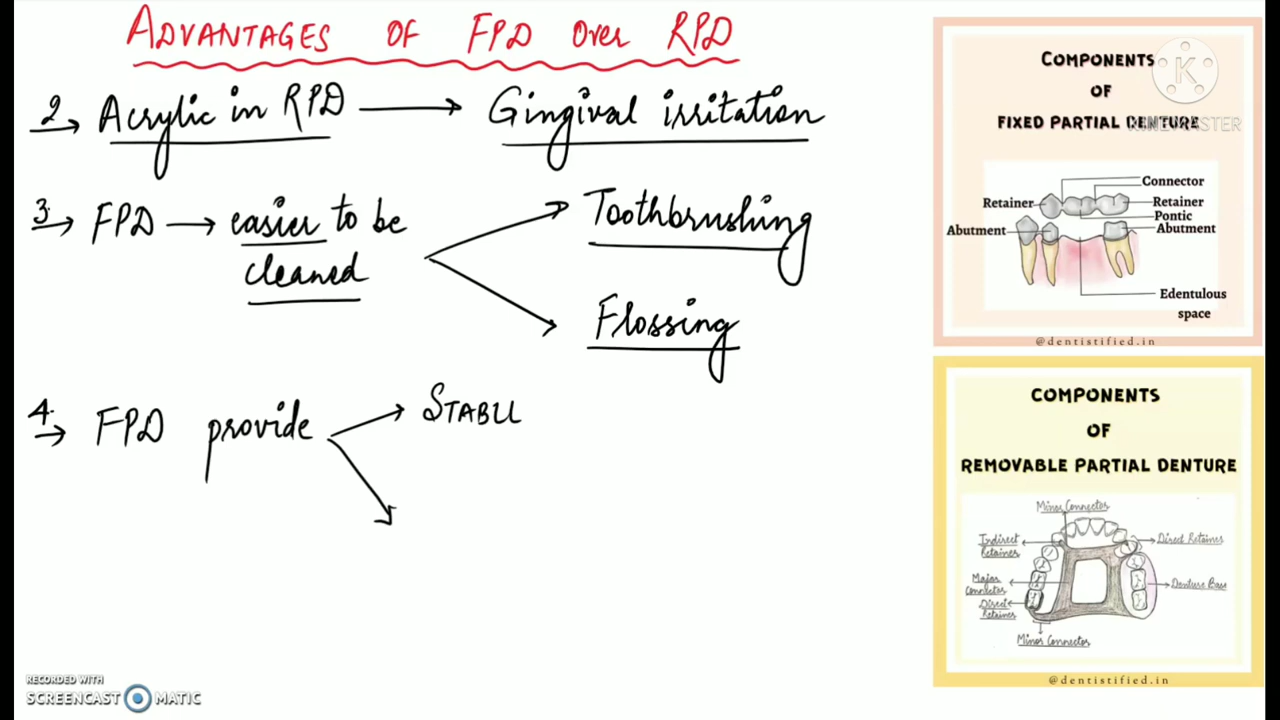 ADVANTAGES OF FPD OVER RPD
2. Acrylic in RPD Gingival irritation
3. FPD easier to be cleaned
Toothbrushing
Flossing
4. FPD provide STABIL
COMPONENTS
OF
FIXED PARTIAL DENTURE
KINEMASTER
Connector
Retainer Retainer
Pontic
Abutment Abutment
Edentulous
space
@dentistified.in
COMPONENTS
OF
REMOVABLE PARTIAL DENTURE
Minor Connector
Indirect Retainer
Direct Retainer
Major Connector
Denture Base
Direct Retainer
Minor Connector
@dentistified.in
RECORDED WITH
SCREENCAST MATIC